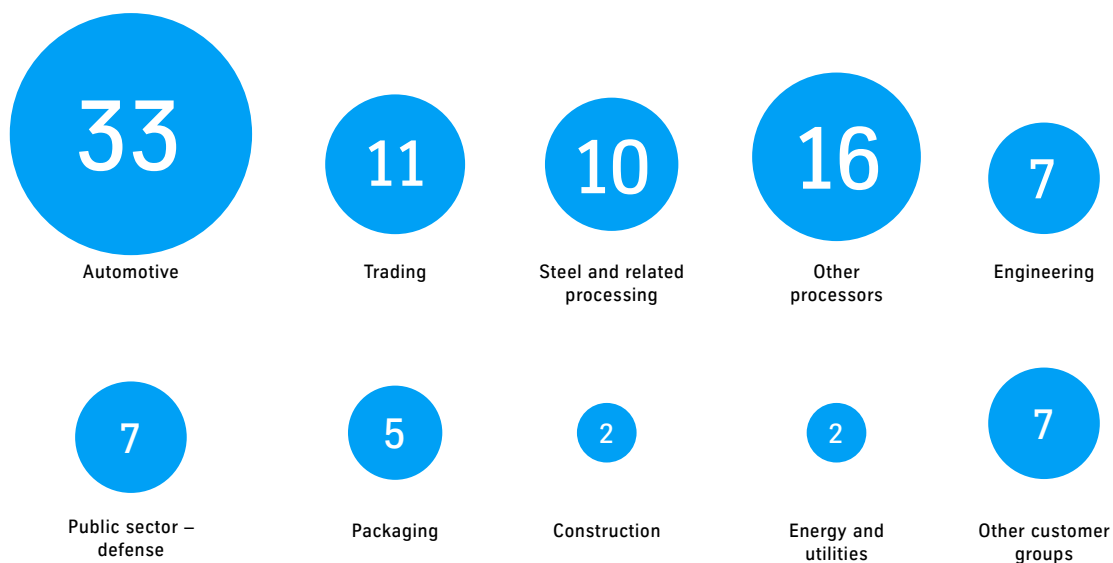 33
11
10
16
7
Automotive
Trading
Steel and related
processing
Other
processors
Engineering
7
5
2
2
7
Public sector –
defense
Packaging
Construction
Energy and
utilities
Other customer
groups